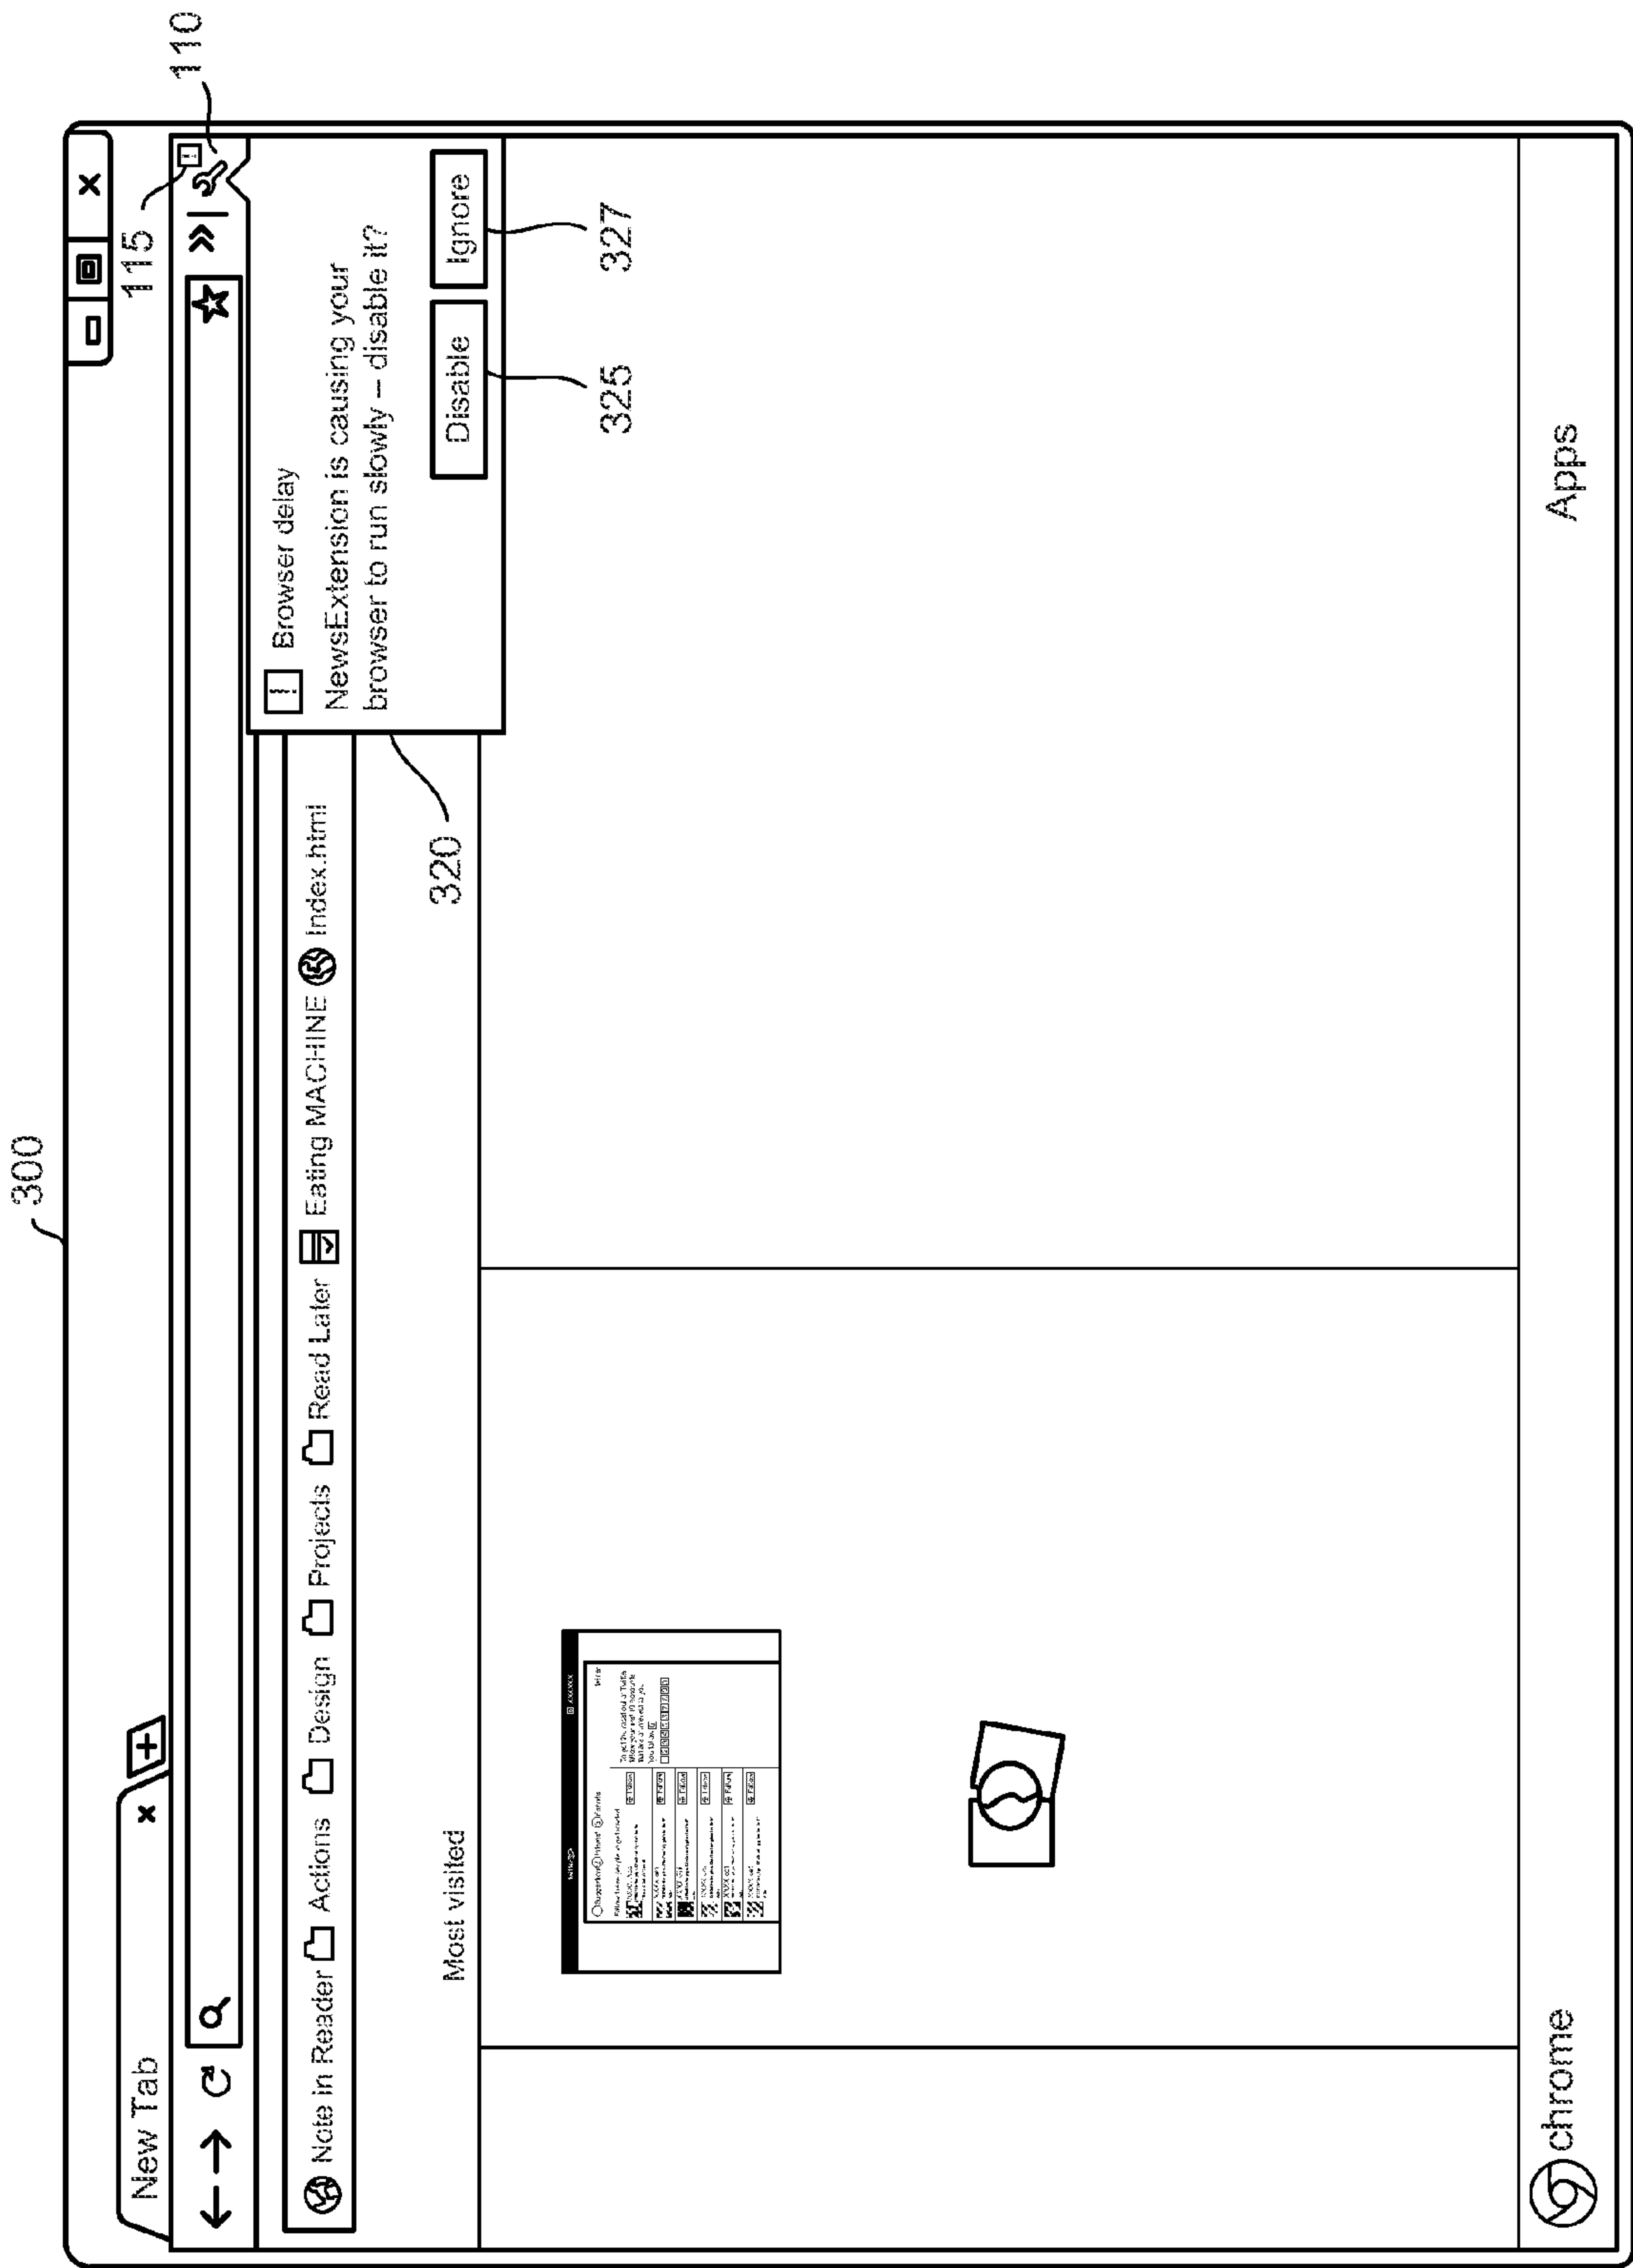 300
New Tab
×
+
×
115
110
Note in Reader Actions Design Projects Read Later Eating MACHINE Index.html
! Browser delay
NewsExtension is causing your
browser to run slowly – disable it?
Disable
Ignore
325
327
320
Most visited
chrome
Apps